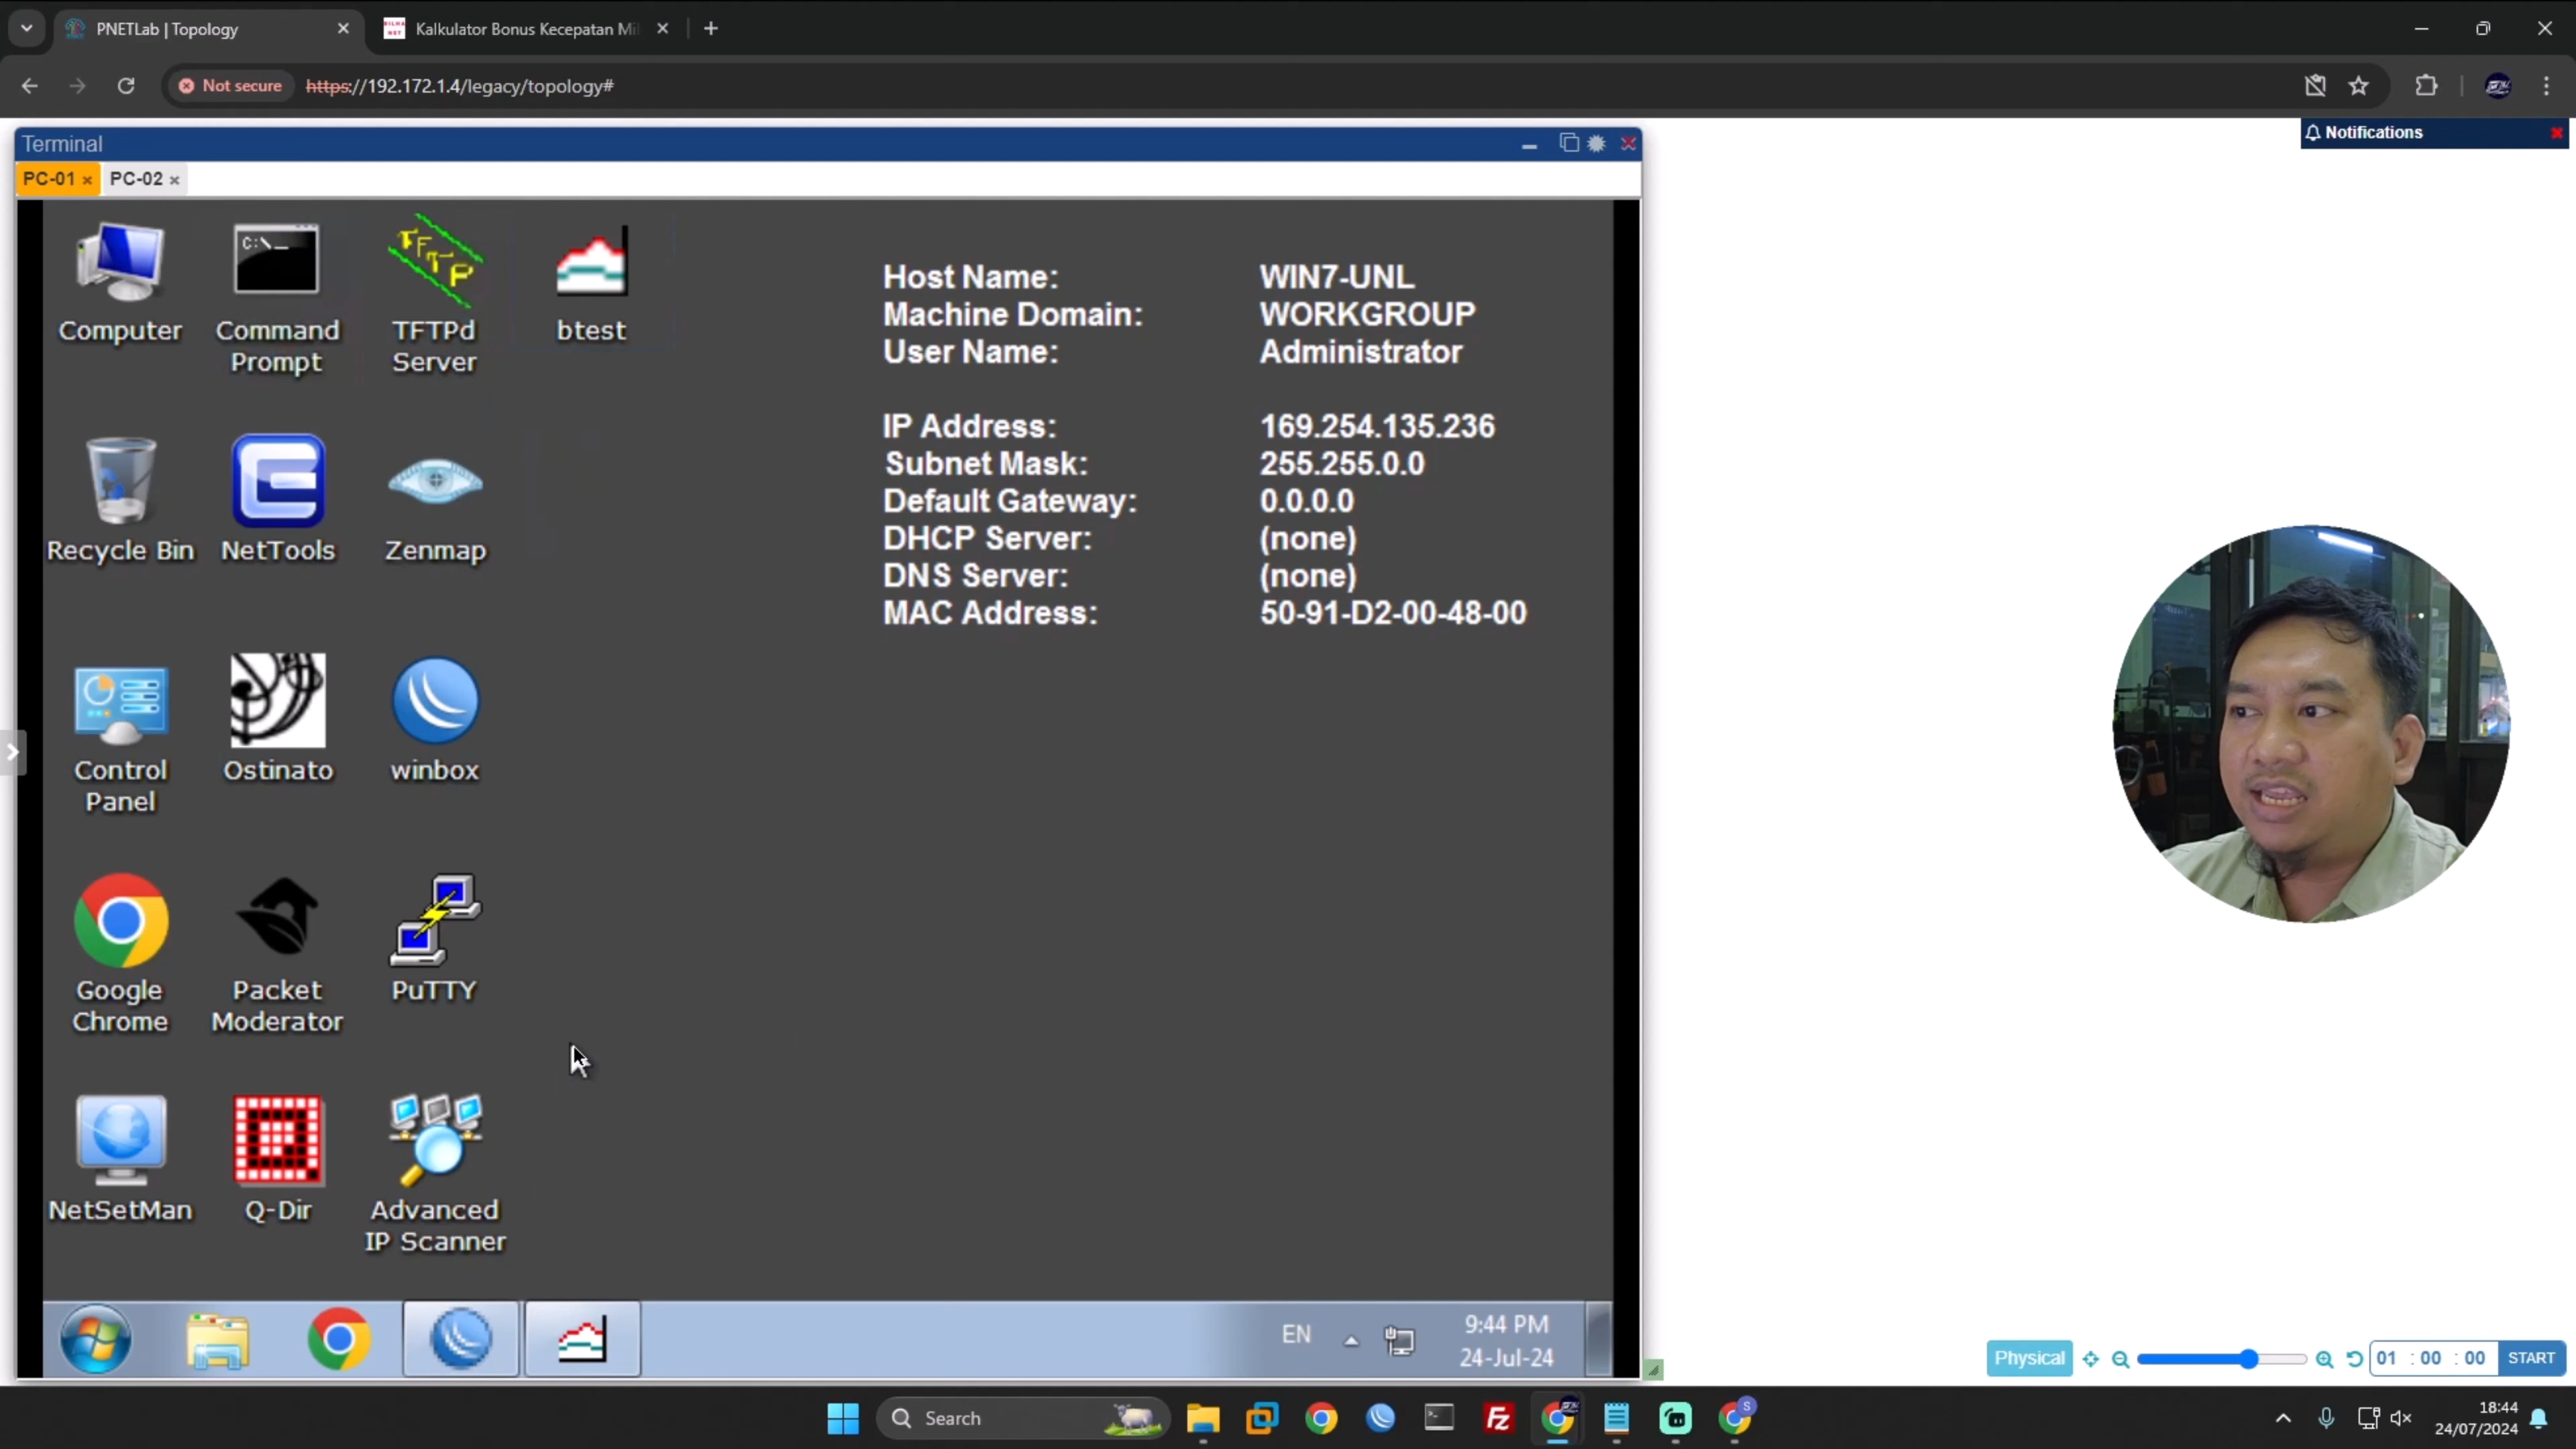 PNETLab | Topology
Kalkulator Bonus Kecepatan Mi
Not secure
https://192.172.1.4/legacy/topology#
Terminal
Notifications
PC-01
PC-02
Computer
Command Prompt
TFTPd Server
btest
Host Name: WIN7-UNL
Machine Domain: WORKGROUP
User Name: Administrator
IP Address: 169.254.135.236
Subnet Mask: 255.255.0.0
Default Gateway: 0.0.0.0
DHCP Server: (none)
DNS Server: (none)
MAC Address: 50-91-D2-00-48-00
Recycle Bin
NetTools
Zenmap
Control Panel
Ostinato
winbox
Google Chrome
Packet Moderator
PuTTY
NetSetMan
Q-Dir
Advanced IP Scanner
EN
9:44 PM
24-Jul-24
Physical
01 : 00 : 00
START
Search
18:44
24/07/2024